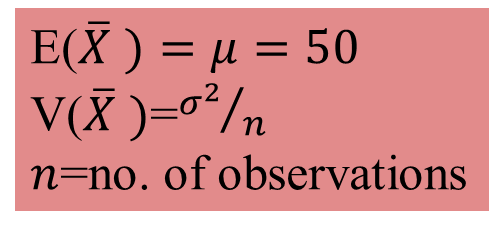 E(X̄ ) = μ = 50
V(X̄ )=σ²/n
n=no. of observations